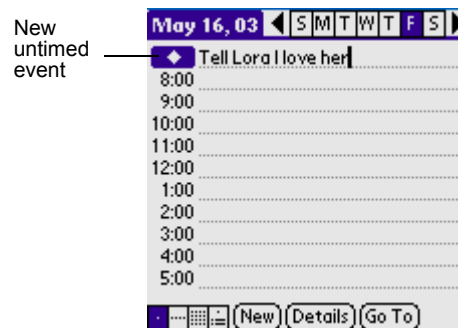 New
untimed
event
May 16, 03 S M T W T F S
Tell Lora I love her
8:00
9:00
10:00
11:00
12:00
1:00
2:00
3:00
4:00
5:00
New Details Go To